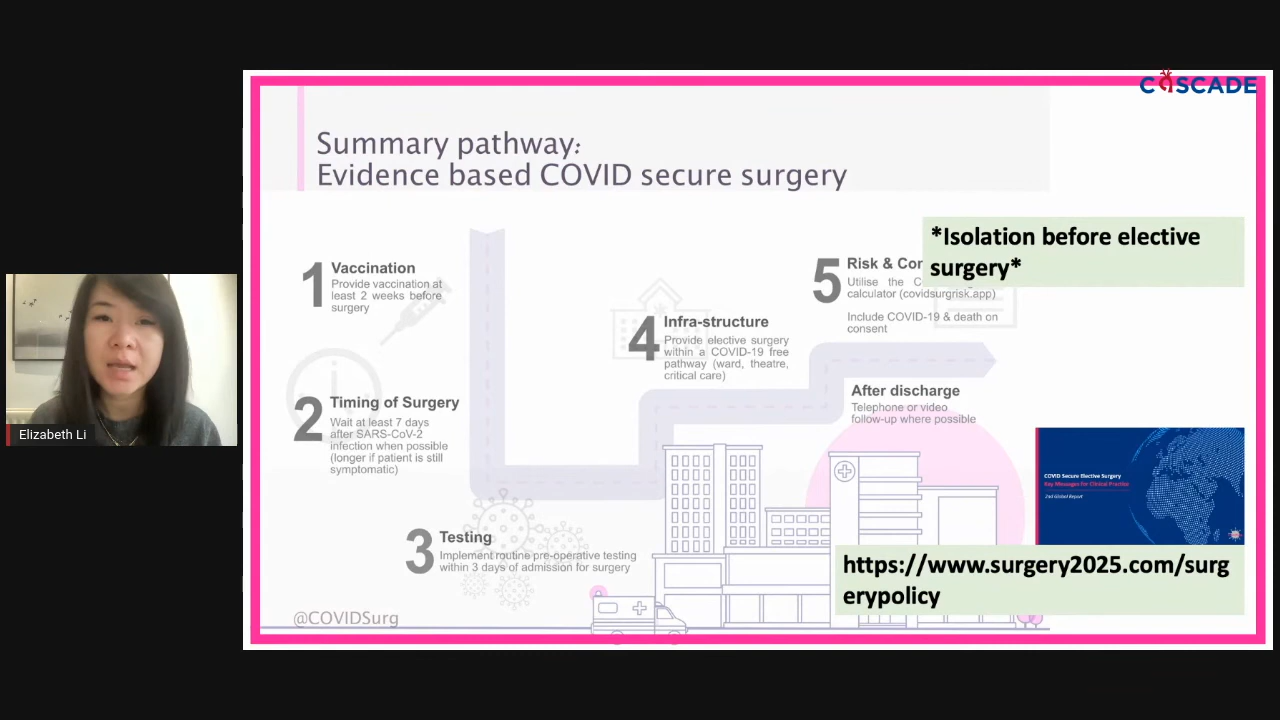 CASCADE
Summary pathway:
Evidence based COVID secure surgery
*Isolation before elective
surgery*
1
Vaccination
Provide vaccination at
least 2 weeks before
surgery
2
Timing of Surgery
Wait at least 7 days
after SARS-CoV-2
infection when possible
(longer if patient is still
symptomatic)
3
Testing
Implement routine pre-operative testing
within 3 days of admission for surgery
4
Infra-structure
Provide elective surgery
within a COVID-19 free
pathway (ward, theatre,
critical care)
5
Risk &
Utilise the
calculator (covidsurgrisk.app)
Include COVID-19 & death on
consent
After discharge
Telephone or video
follow-up where possible
COVID Secure Elective Surgery
Key Messages for Clinical Practice
2nd Global Report
https://www.surgery2025.com/surg
erypolicy
@COVIDSurg
Elizabeth Li